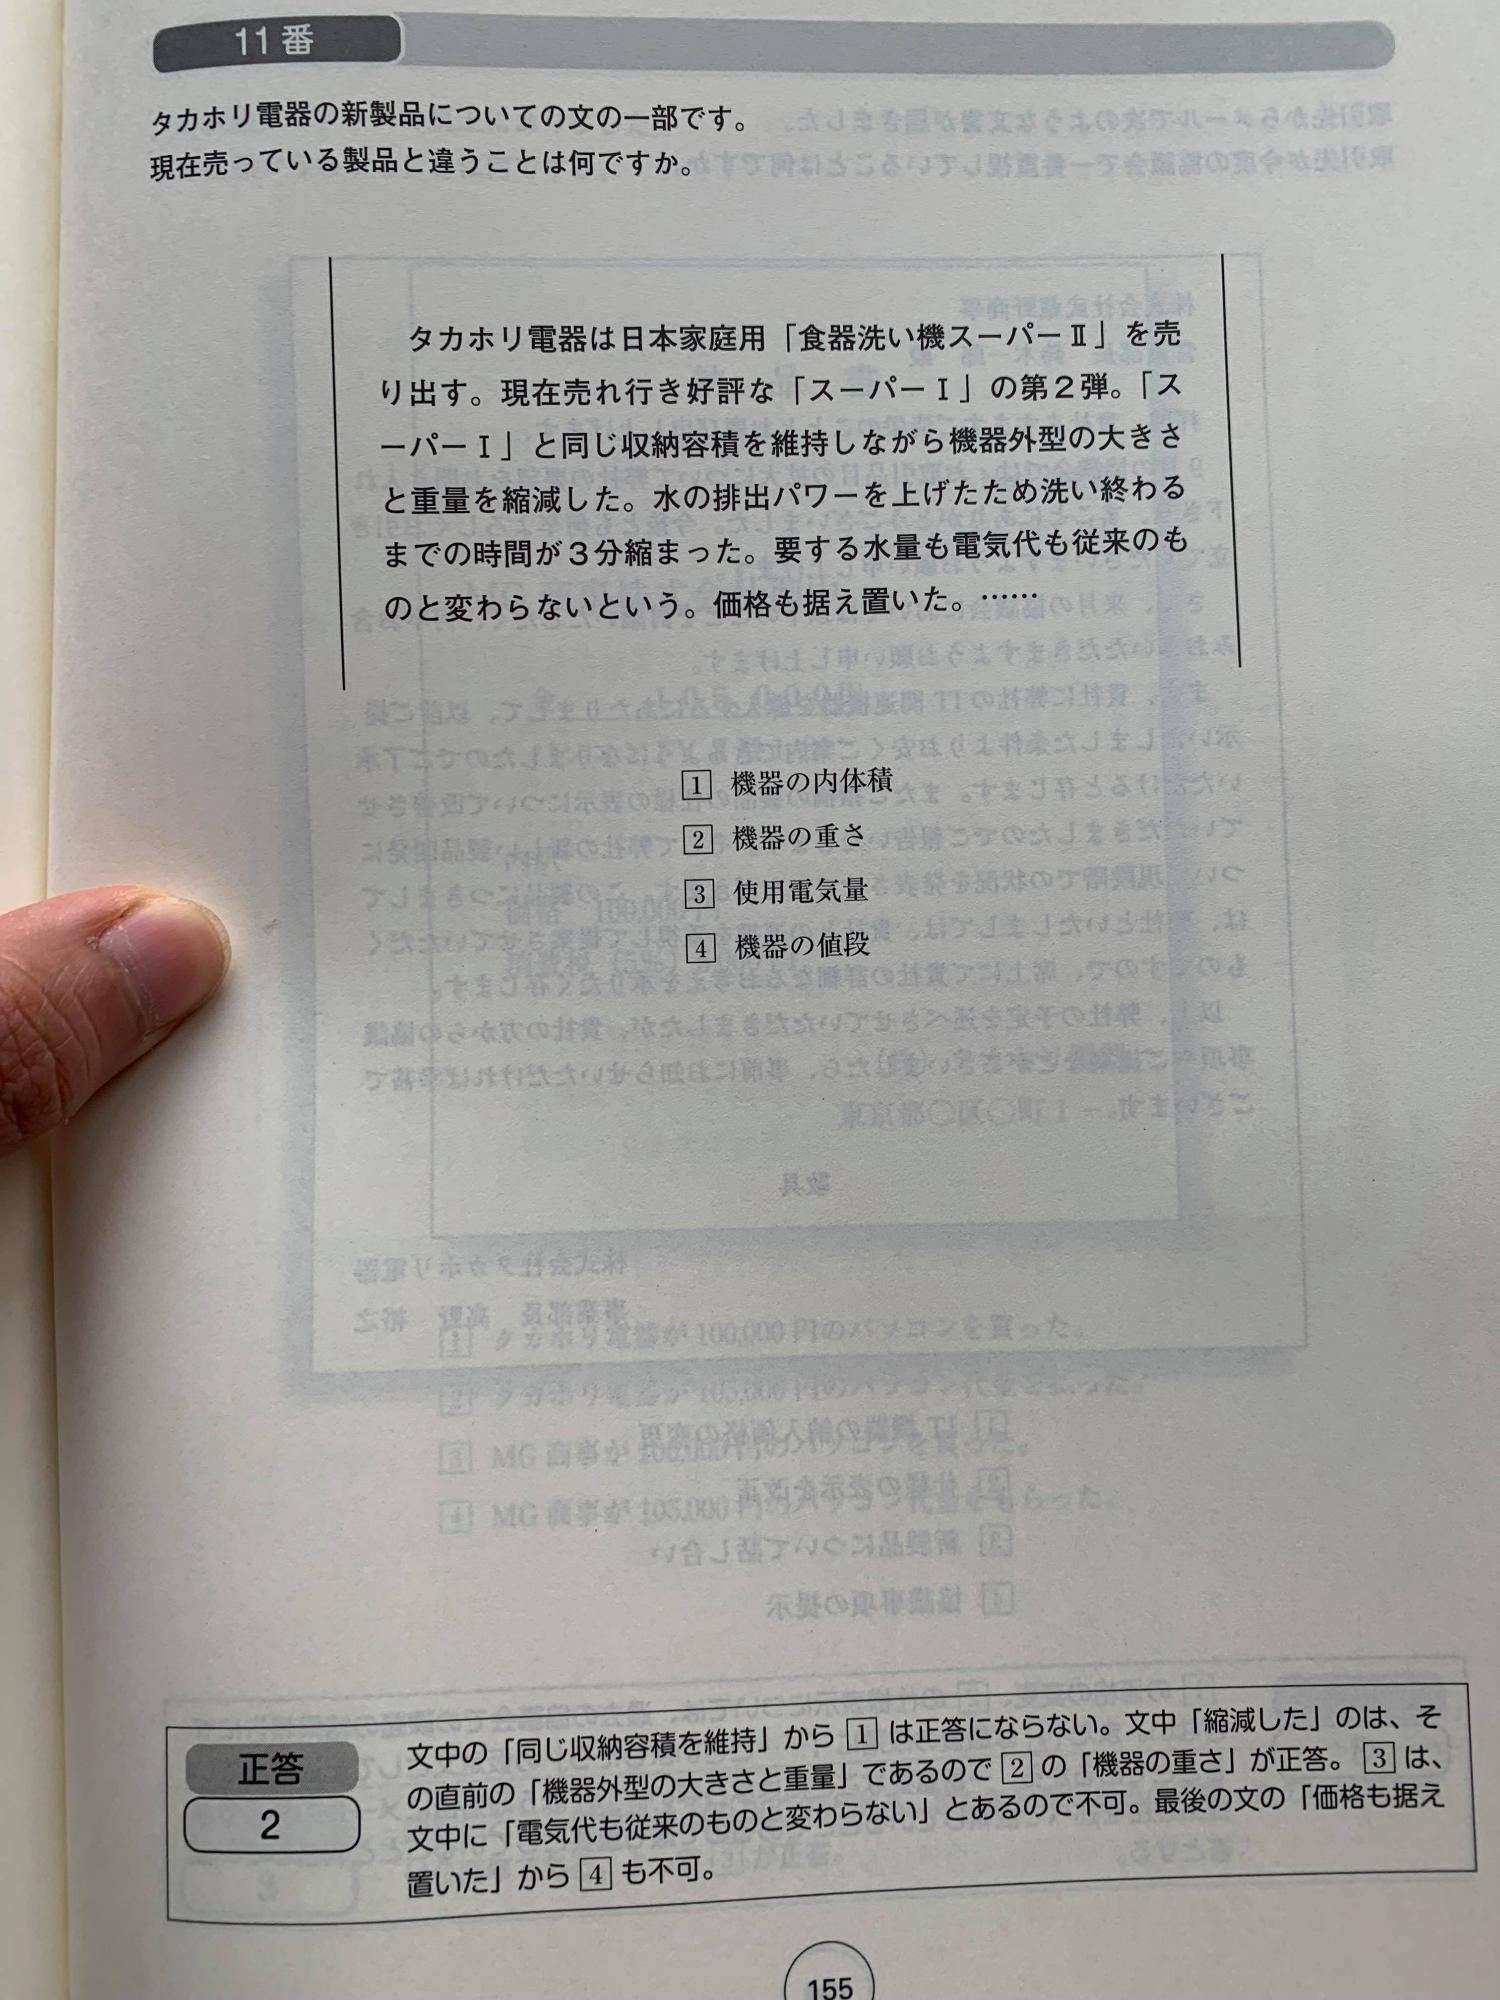 11番
タカホリ電器の新製品についての文の一部です。
現在売っている製品と違うことは何ですか。
タカホリ電器は日本家庭用「食器洗い機スーパーⅡ」を売
り出す。現在売れ行き好評な「スーパーⅠ」の第２弾。「ス
ーパーⅠ」と同じ収納容積を維持しながら機器外型の大きさ
と重量を縮減した。水の排出パワーを上げたため洗い終わる
までの時間が３分縮まった。要する水量も電気代も従来のも
のと変わらないという。価格も据え置いた。……
1 機器の内体積
2 機器の重さ
3 使用電気量
4 機器の値段
正答
2
文中の「同じ収納容積を維持」から 1 は正答にならない。文中「縮減した」のは、そ
の直前の「機器外型の大きさと重量」であるので 2 の「機器の重さ」が正答。 3 は、
文中に「電気代も従来のものと変わらない」とあるので不可。最後の文の「価格も据え
置いた」から 4 も不可。
155